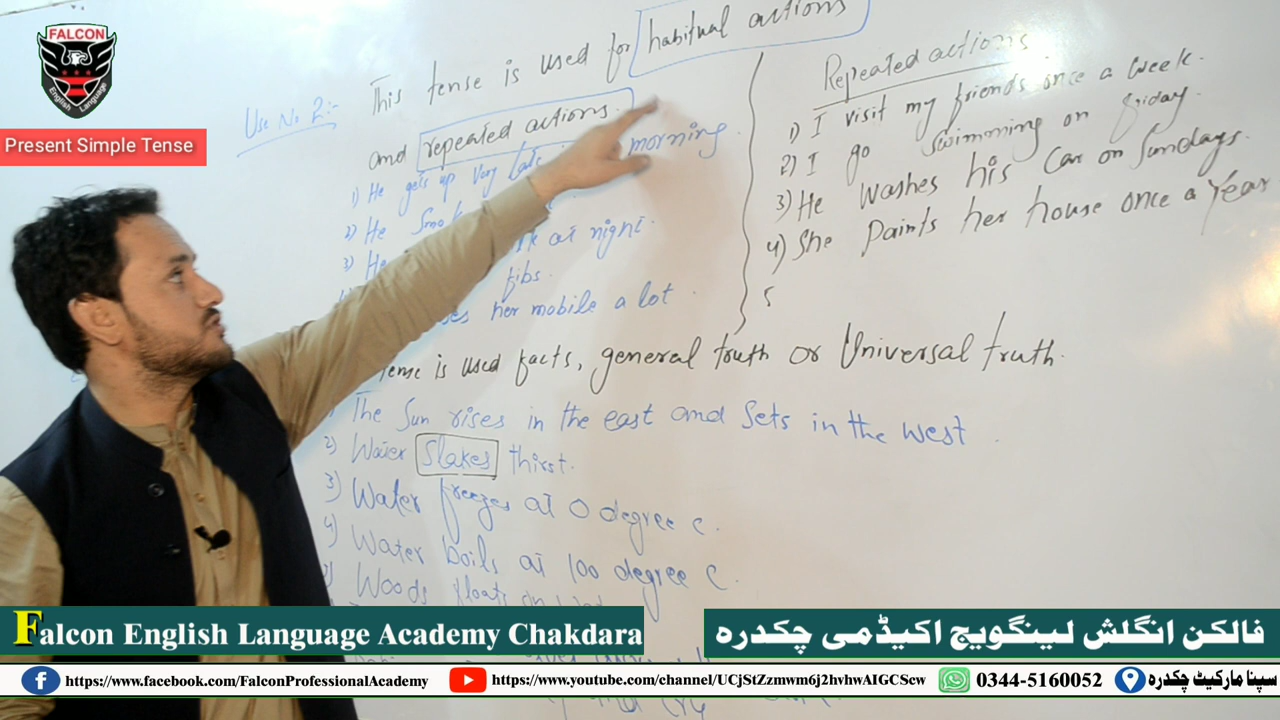 FALCON
English Language
Present Simple Tense
Use No 2:-
This tense is used for habitual actions
and repeated actions.
1) He gets up very late morning.
2) He Smok
3) He at night.
fibs.
her mobile a lot.
Repeated actions
1) I visit my friends once a week.
2) I go swimming on friday.
3) He washes his car on Sundays.
4) She Paints her house once a Year
5
Tense is used facts, general truth or Universal truth.
The Sun rises in the east and Sets in the west.
2) Water Slakes thirst.
3) Water freezes at 0 degree c.
4) Water boils at 100 degree C.
Woods floats on
Falcon English Language Academy Chakdara
فالکن انگلش لینگویج اکیڈمی چکدرہ
https://www.facebook.com/FalconProfessionalAcademy
https://www.youtube.com/channel/UCjStZzmwm6j2hvhwAIGCScw
0344-5160052
سپنا مارکیٹ چکدرہ